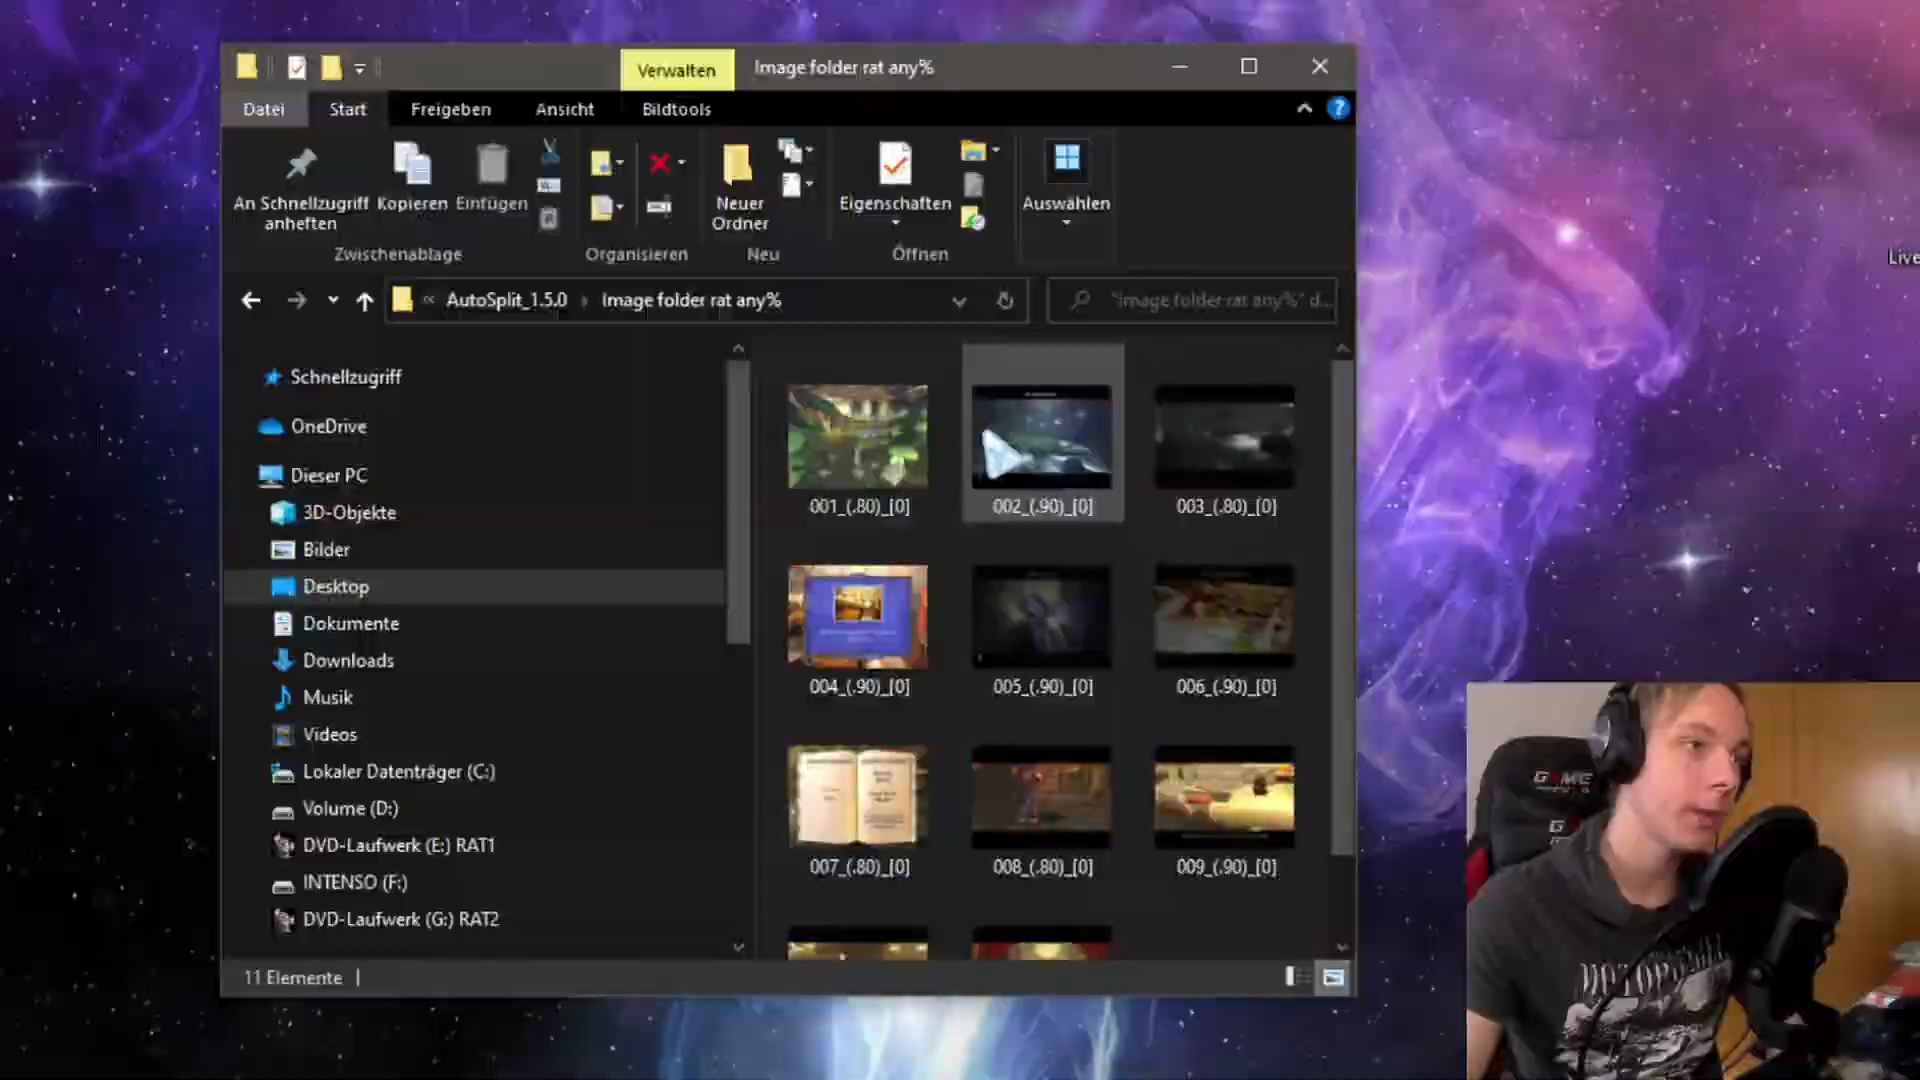 Verwalten
Image folder rat any%
Datei
Start
Freigeben
Ansicht
Bildtools
An Schnellzugriff
anheften
Kopieren
Einfügen
Neuer
Ordner
Eigenschaften
Auswählen
Zwischenablage
Organisieren
Neu
Öffnen
« AutoSplit_1.5.0 › Image folder rat any%
"Image folder rat any%" d...
Live
Schnellzugriff
OneDrive
Dieser PC
3D-Objekte
Bilder
Desktop
Dokumente
Downloads
Musik
Videos
Lokaler Datenträger (C:)
Volume (D:)
DVD-Laufwerk (E:) RAT1
INTENSO (F:)
DVD-Laufwerk (G:) RAT2
001_(.80)_[0]
002_(.90)_[0]
003_(.80)_[0]
004_(.90)_[0]
005_(.90)_[0]
006_(.90)_[0]
007_(.80)_[0]
008_(.80)_[0]
009_(.90)_[0]
11 Elemente